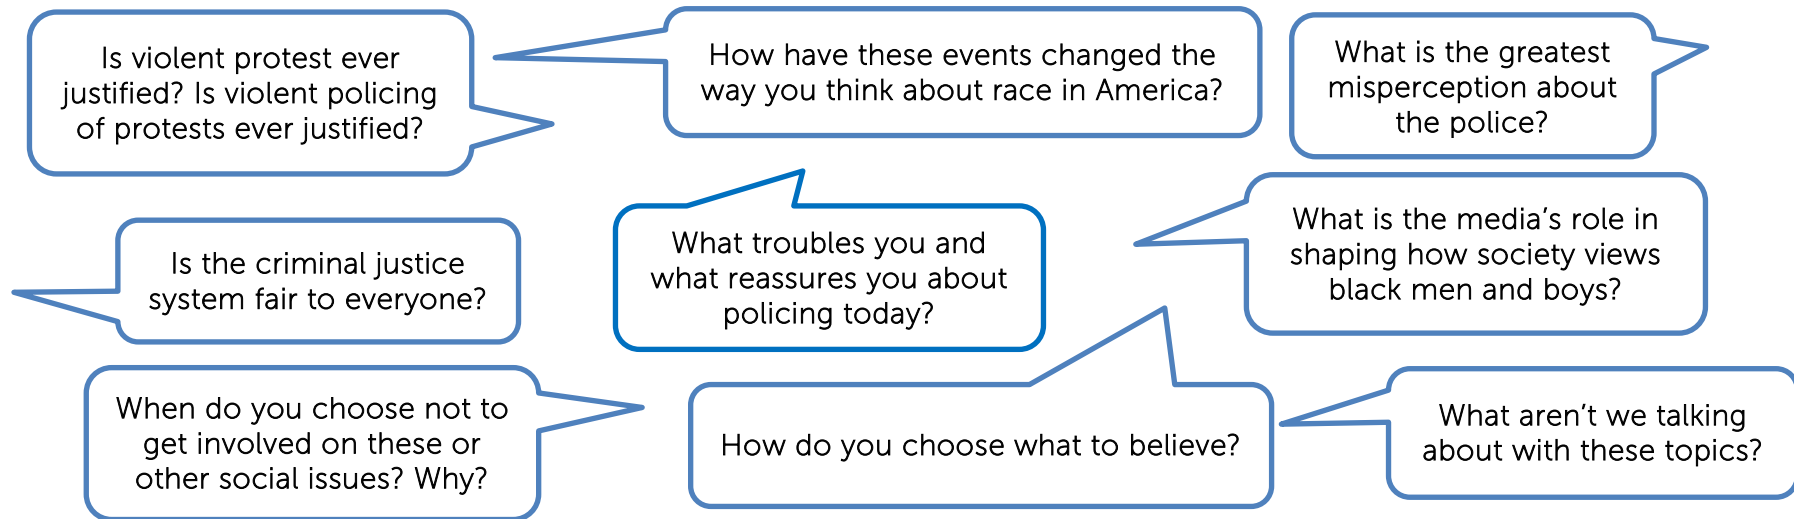 Is violent protest ever
justified? Is violent policing
of protests ever justified?
How have these events changed the
way you think about race in America?
What is the greatest
misperception about
the police?
Is the criminal justice
system fair to everyone?
What troubles you and
what reassures you about
policing today?
What is the media’s role in
shaping how society views
black men and boys?
When do you choose not to
get involved on these or
other social issues? Why?
How do you choose what to believe?
What aren’t we talking
about with these topics?